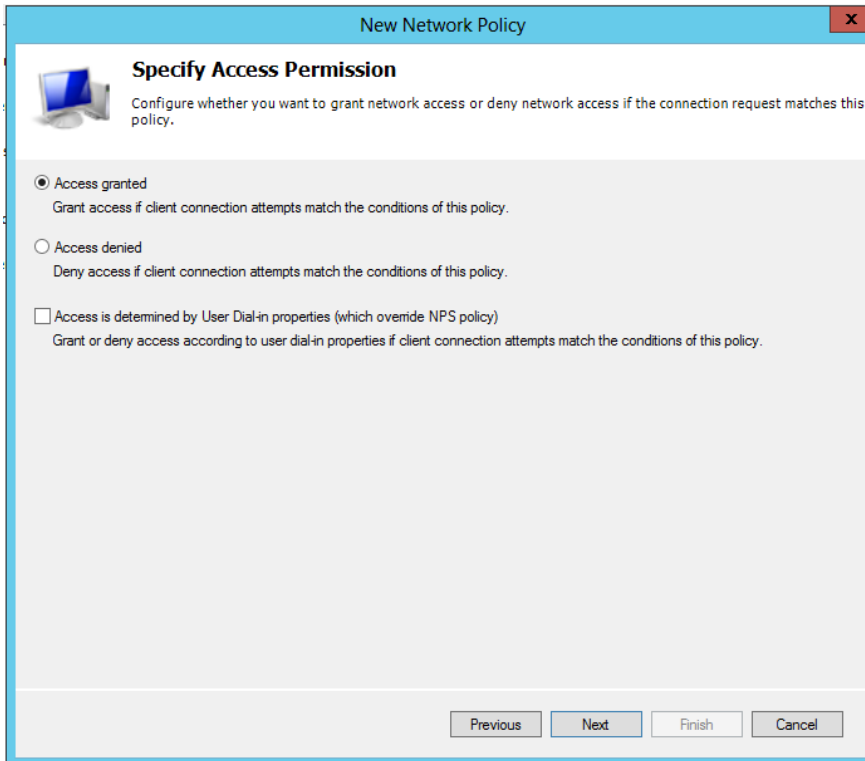 New Network Policy
x
Specify Access Permission
Configure whether you want to grant network access or deny network access if the connection request matches this
policy.
Access granted
Grant access if client connection attempts match the conditions of this policy.
Access denied
Deny access if client connection attempts match the conditions of this policy.
Access is determined by User Dial-in properties (which override NPS policy)
Grant or deny access according to user dial-in properties if client connection attempts match the conditions of this policy.
Previous Next Finish Cancel